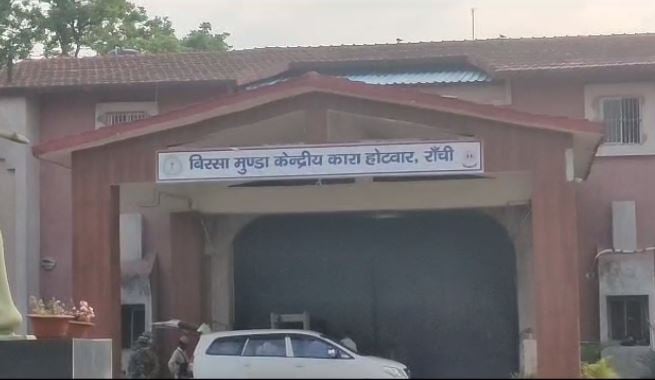 बिरसा मुण्डा केन्द्रीय कारा होटवार, राँची